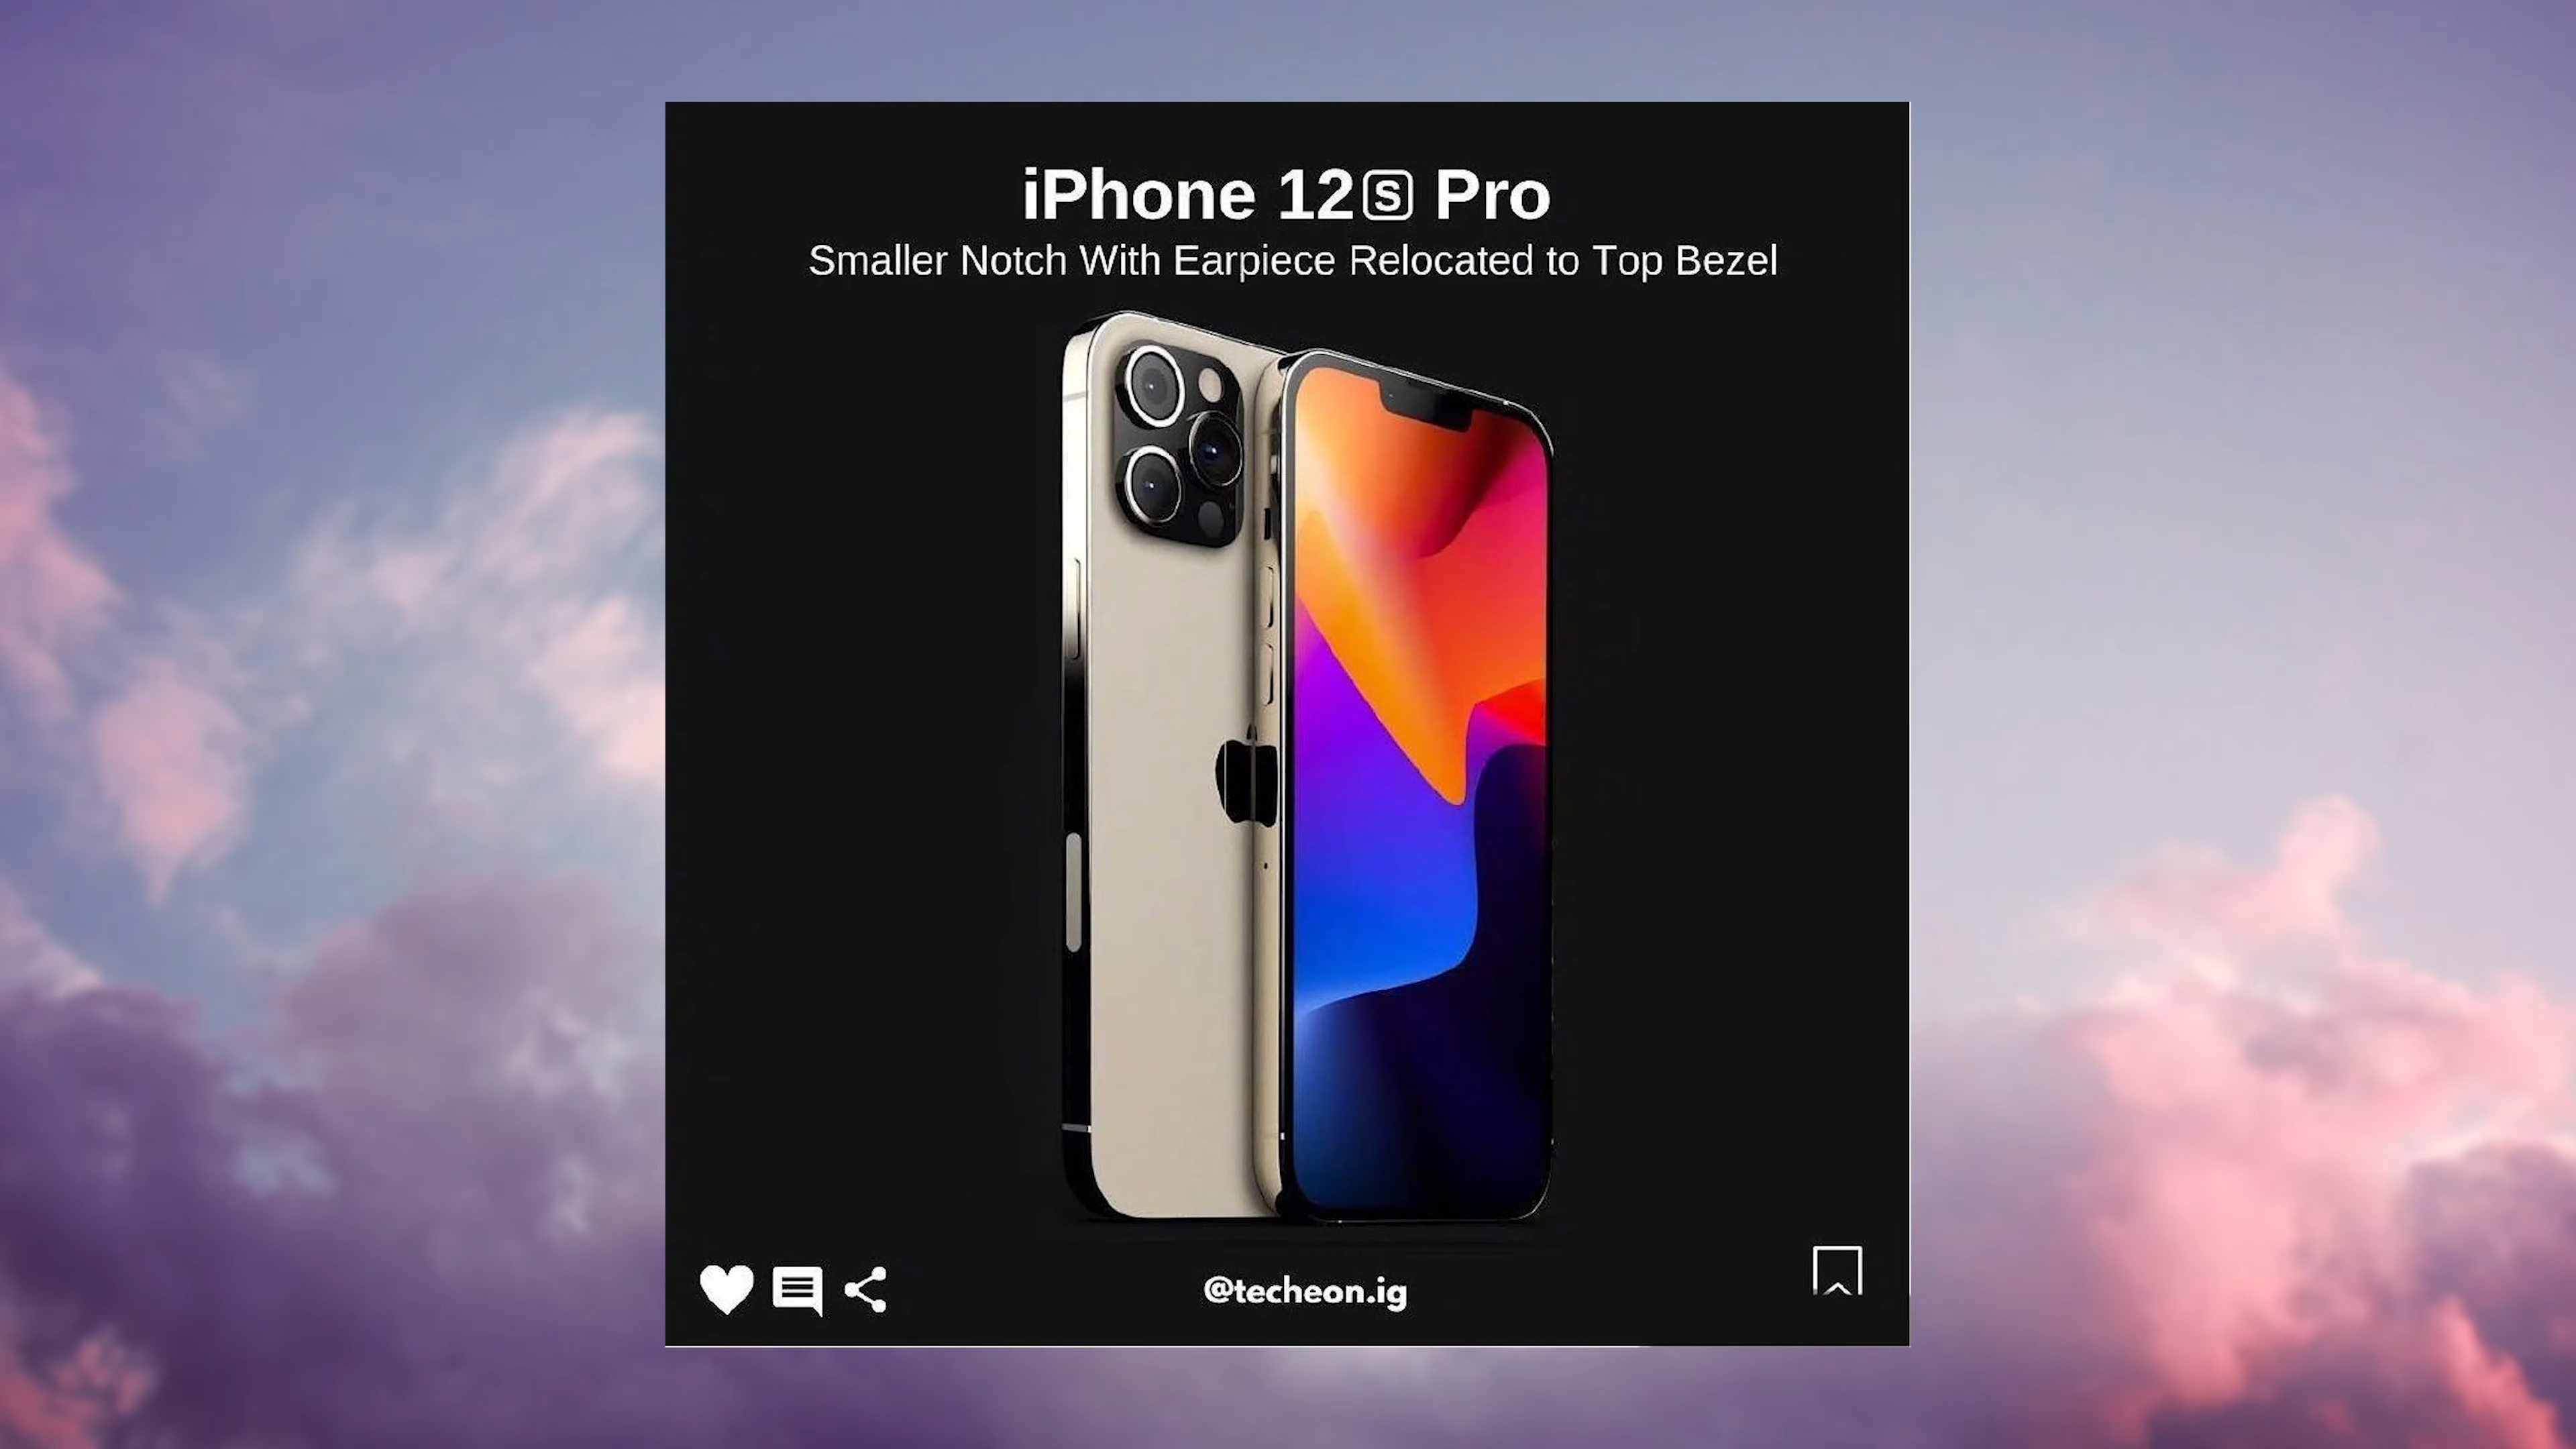 iPhone 12🅂 Pro
Smaller Notch With Earpiece Relocated to Top Bezel
@techeon.ig